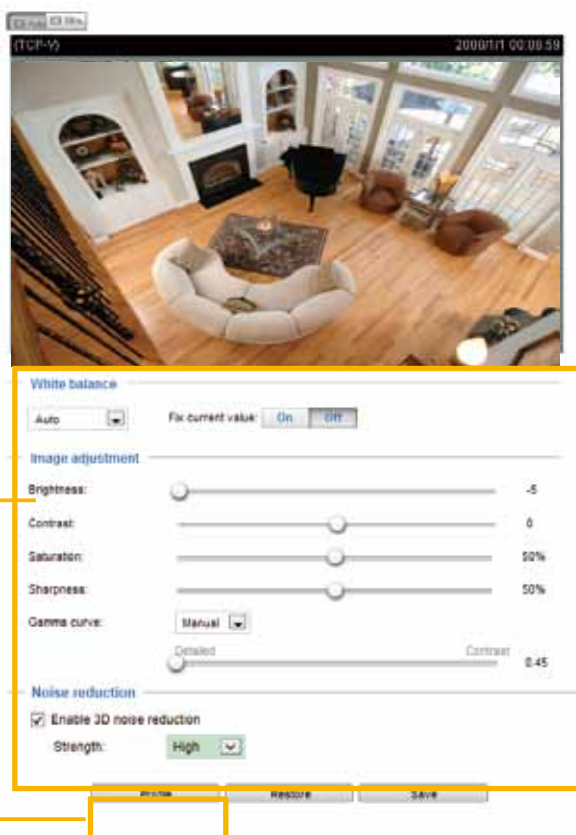 (TCP-V) 2000/1/1 00:08:59
White balance
Auto Fix current value: On Off
Image adjustment
Brightness: -5
Contrast: 0
Saturation: 50%
Sharpness: 50%
Gamma curve: Manual
Detailed Contrast 0.45
Noise reduction
Enable 3D noise reduction
Strength: High
Profile Restore Save